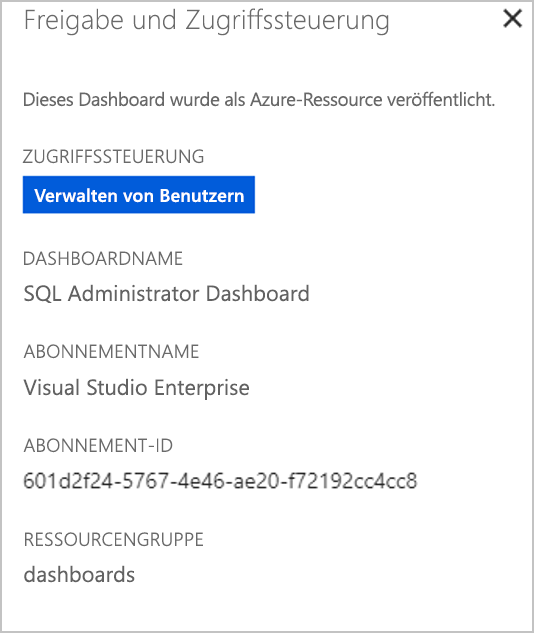 Freigabe und Zugriffssteuerung
Dieses Dashboard wurde als Azure-Ressource veröffentlicht.
ZUGRIFFSSTEUERUNG
Verwalten von Benutzern
DASHBOARDNAME
SQL Administrator Dashboard
ABONNEMENTNAME
Visual Studio Enterprise
ABONNEMENT-ID
601d2f24-5767-4e46-ae20-f72192cc4cc8
RESSOURCENGRUPPE
dashboards